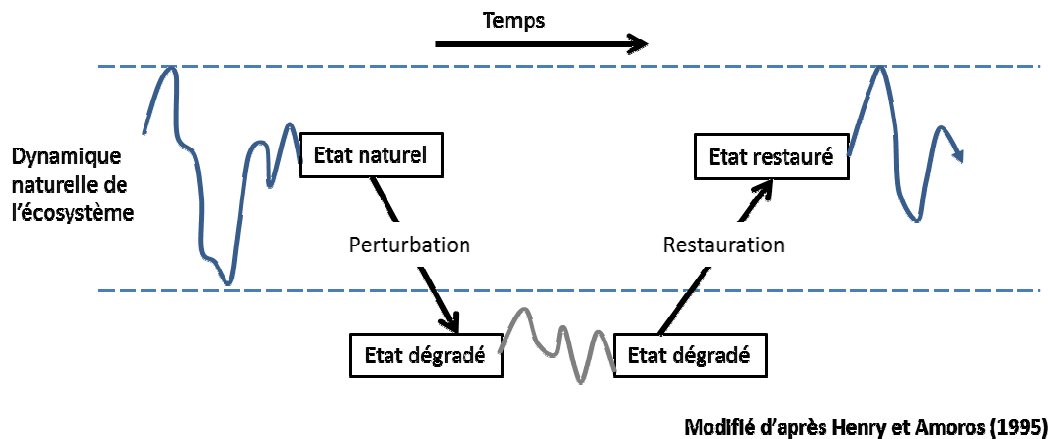 Temps
Dynamique
naturelle de
l'écosystème
Etat naturel
Etat restauré
Perturbation
Restauration
Etat dégradé
Etat dégradé
Modifié d'après Henry et Amoros (1995)